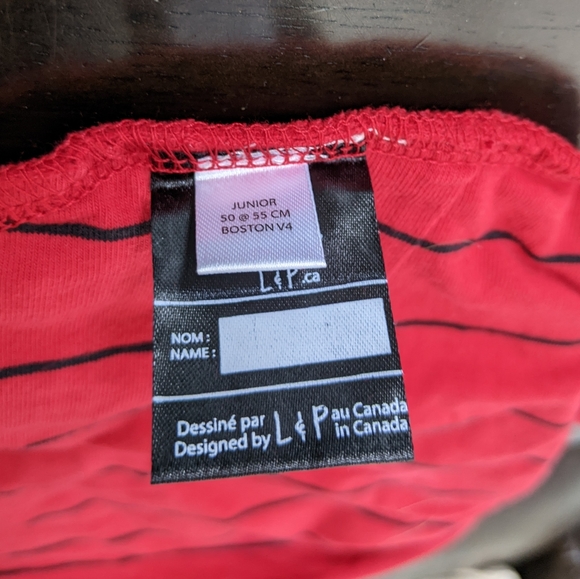 JUNIOR
50 @ 55 CM
BOSTON V4
L&P.ca
NOM:
NAME:
Dessiné par L&P au Canada
Designed by in Canada